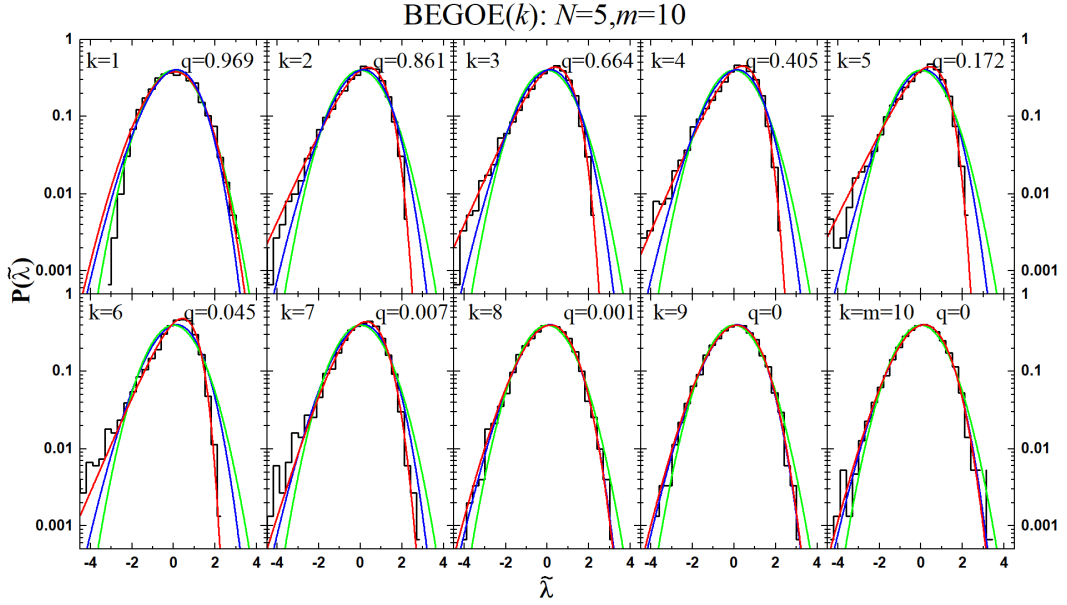 BEGOE(k): N=5,m=10
k=1 q=0.969 k=2 q=0.861 k=3 q=0.664 k=4 q=0.405 k=5 q=0.172
1 1
0.1 0.1
0.01 0.01
0.001 0.001
P(λ̃)
k=6 q=0.045 k=7 q=0.007 k=8 q=0.001 k=9 q=0 k=m=10 q=0
1 1
0.1 0.1
0.01 0.01
0.001 0.001
-4 -2 0 2 4 -4 -2 0 2 4 -4 -2 0 2 4 -4 -2 0 2 4 -4 -2 0 2 4
λ̃